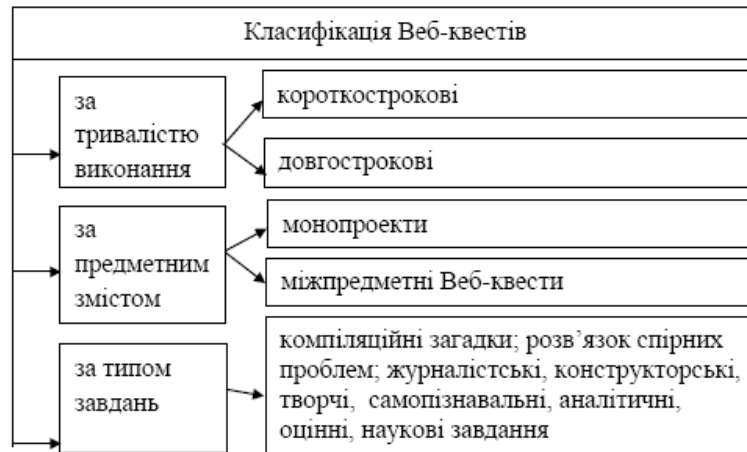 Класифікація Веб-квестів
за
тривалістю
виконання
короткострокові
довгострокові
за
предметним
змістом
монопроекти
міжпредметні Веб-квести
за типом
завдань
компіляційні загадки; розв’язок спірних
проблем; журналістські, конструкторські,
творчі, самопізнавальні, аналітичні,
оцінні, наукові завдання